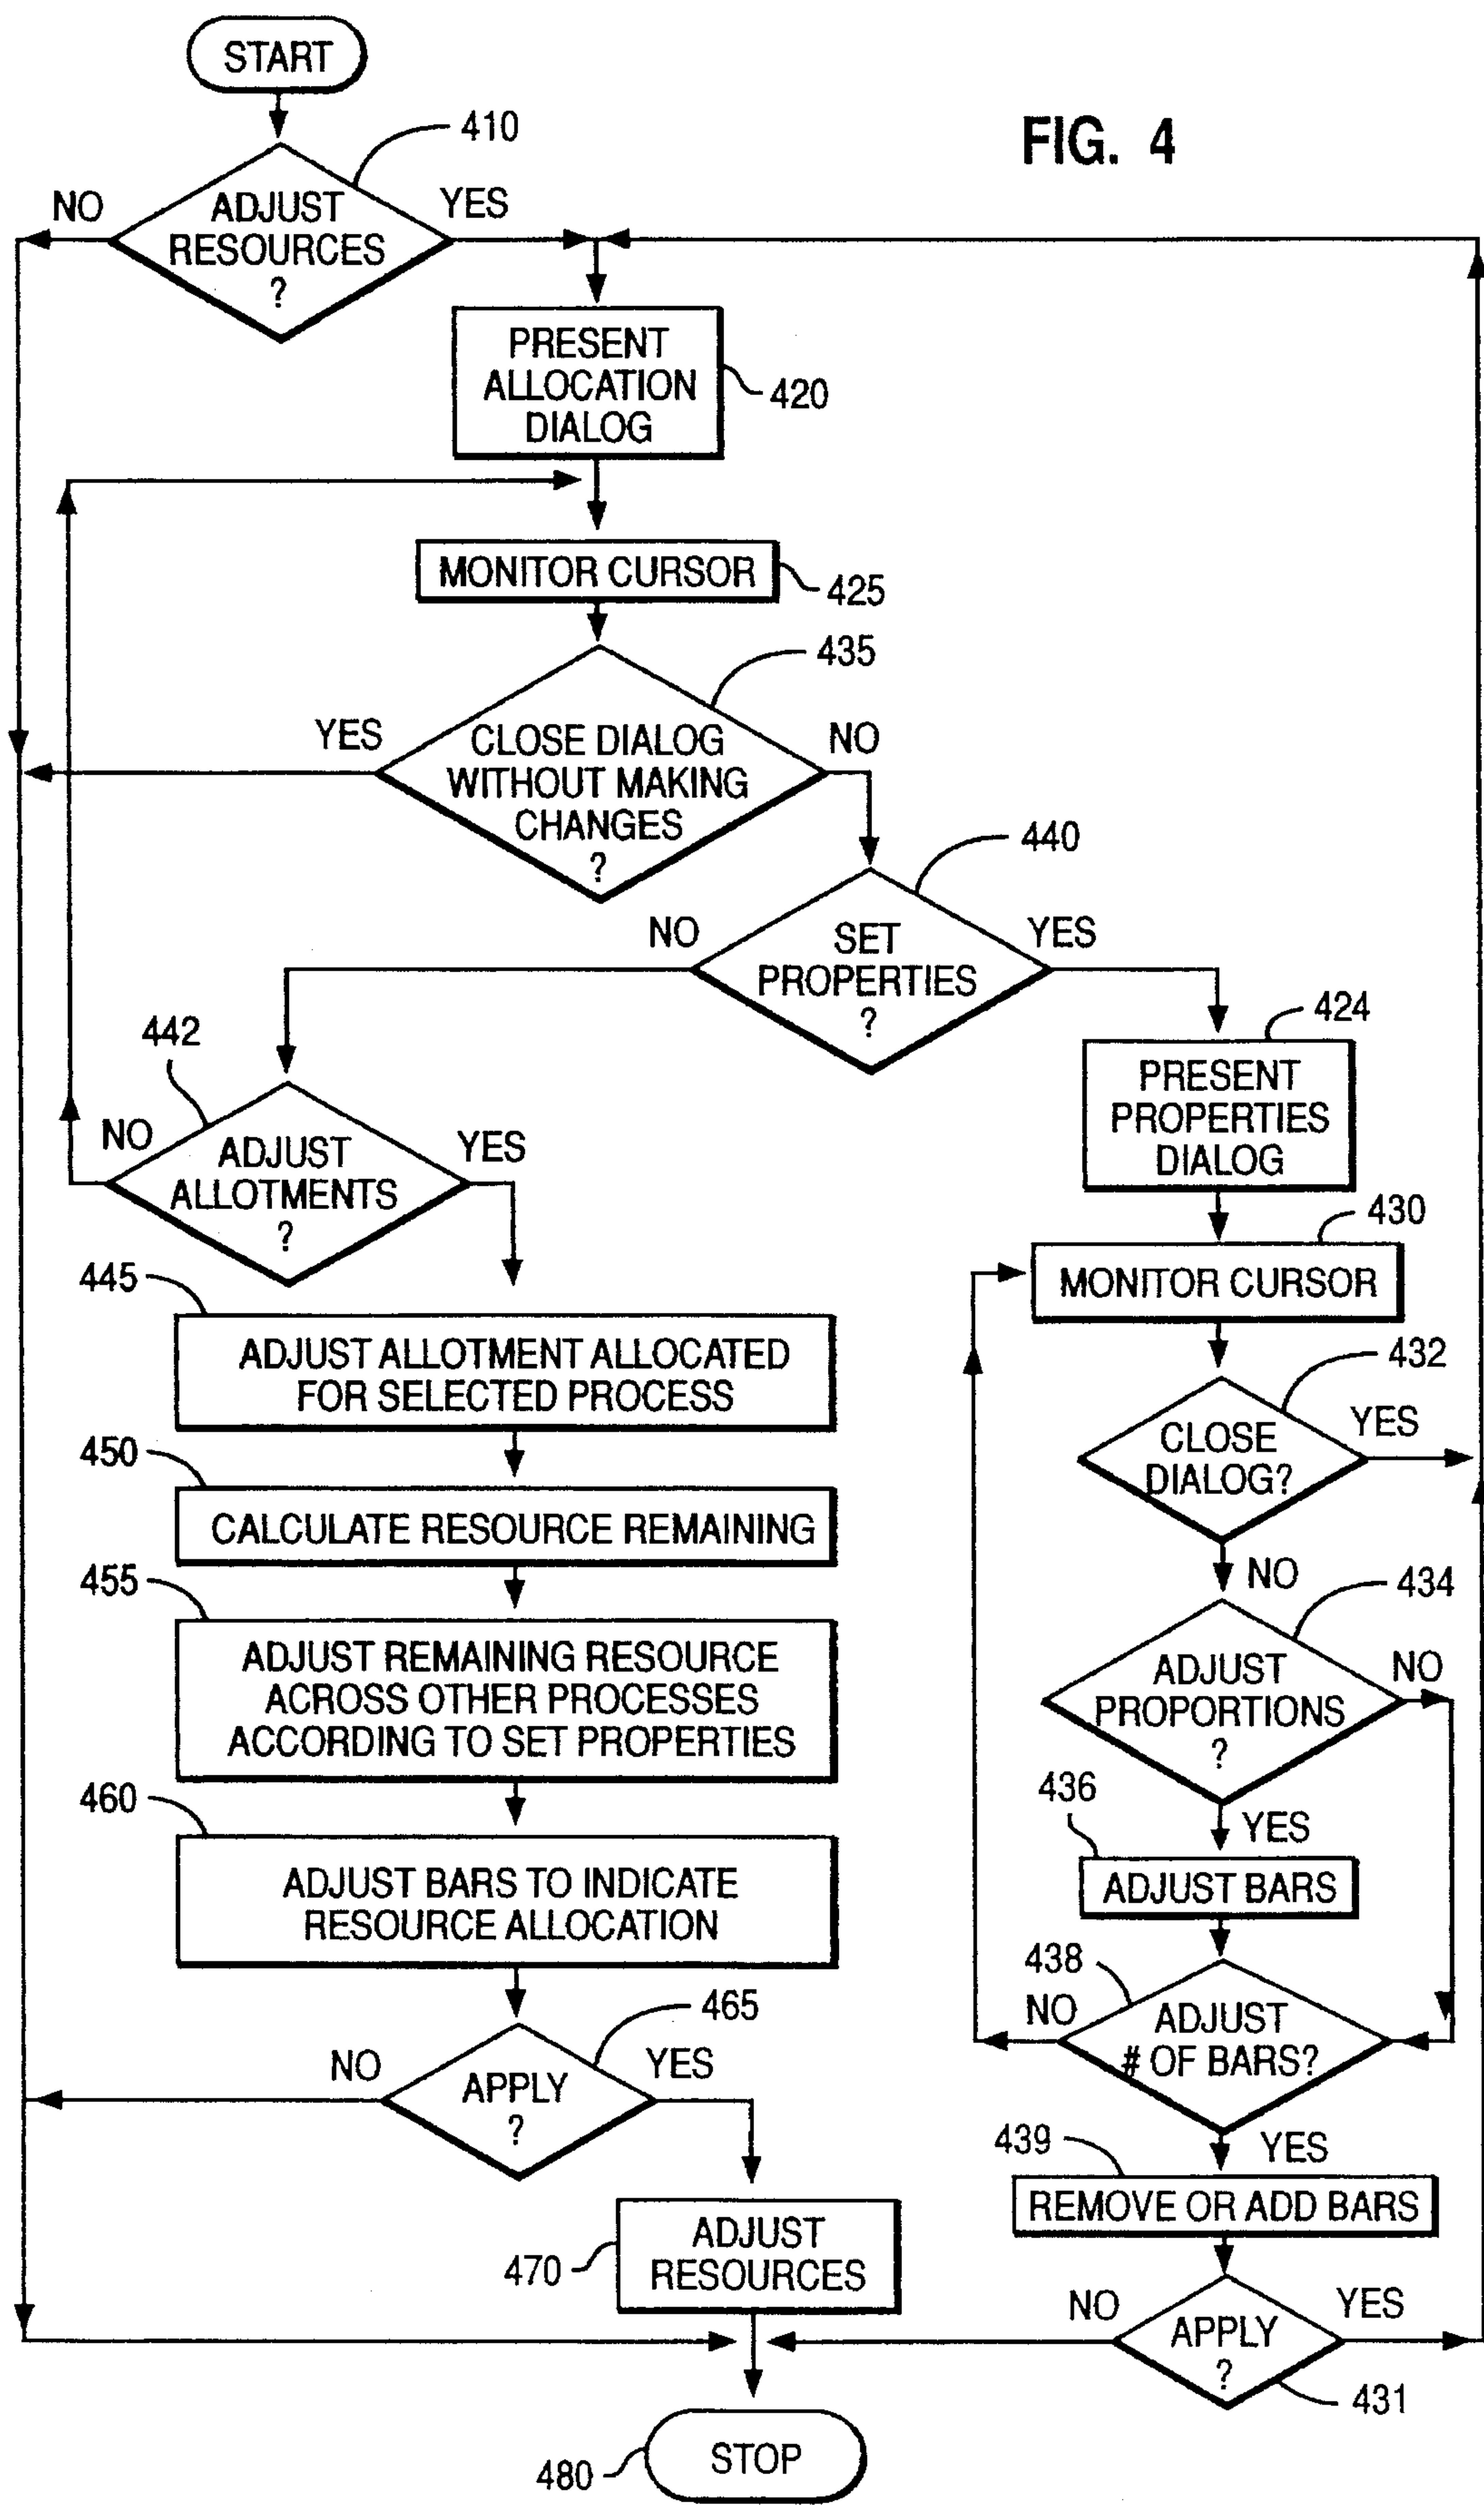 START
FIG. 4
410
NO
YES
ADJUST
RESOURCES
?
PRESENT
ALLOCATION
DIALOG
420
MONITOR CURSOR
425
435
YES
NO
CLOSE DIALOG
WITHOUT MAKING
CHANGES
?
440
NO
YES
SET
PROPERTIES
?
424
PRESENT
PROPERTIES
DIALOG
442
NO
YES
ADJUST
ALLOTMENTS
?
430
MONITOR CURSOR
445
ADJUST ALLOTMENT ALLOCATED
FOR SELECTED PROCESS
432
YES
CLOSE
DIALOG?
NO
450
CALCULATE RESOURCE REMAINING
455
ADJUST REMAINING RESOURCE
ACROSS OTHER PROCESSES
ACCORDING TO SET PROPERTIES
434
NO
ADJUST
PROPORTIONS
?
YES
436
ADJUST BARS
460
ADJUST BARS TO INDICATE
RESOURCE ALLOCATION
438
NO
ADJUST
# OF BARS?
YES
465
NO
YES
APPLY
?
439
REMOVE OR ADD BARS
470
ADJUST
RESOURCES
NO
YES
APPLY
?
431
480
STOP